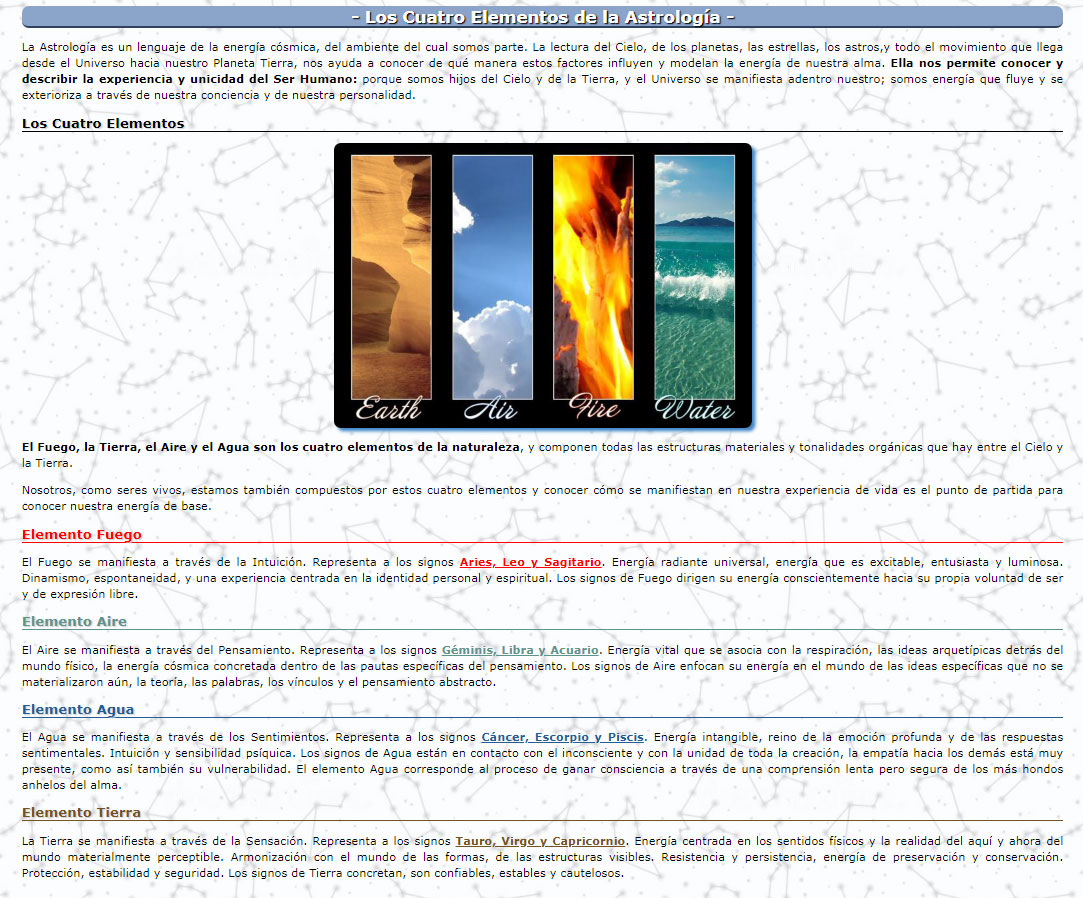 - Los Cuatro Elementos de la Astrología -
La Astrología es un lenguaje de la energía cósmica, del ambiente del cual somos parte. La lectura del Cielo, de los planetas, las estrellas, los astros,y todo el movimiento que llega
desde el Universo hacia nuestro Planeta Tierra, nos ayuda a conocer de qué manera estos factores influyen y modelan la energía de nuestra alma. Ella nos permite conocer y
describir la experiencia y unicidad del Ser Humano: porque somos hijos del Cielo y de la Tierra, y el Universo se manifiesta adentro nuestro; somos energía que fluye y se
exterioriza a través de nuestra conciencia y de nuestra personalidad.
Los Cuatro Elementos
Earth Air Fire Water
El Fuego, la Tierra, el Aire y el Agua son los cuatro elementos de la naturaleza, y componen todas las estructuras materiales y tonalidades orgánicas que hay entre el Cielo y
la Tierra.
Nosotros, como seres vivos, estamos también compuestos por estos cuatro elementos y conocer cómo se manifiestan en nuestra experiencia de vida es el punto de partida para
conocer nuestra energía de base.
Elemento Fuego
El Fuego se manifiesta a través de la Intuición. Representa a los signos Aries, Leo y Sagitario. Energía radiante universal, energía que es excitable, entusiasta y luminosa.
Dinamismo, espontaneidad, y una experiencia centrada en la identidad personal y espiritual. Los signos de Fuego dirigen su energía conscientemente hacia su propia voluntad de ser
y de expresión libre.
Elemento Aire
El Aire se manifiesta a través del Pensamiento. Representa a los signos Géminis, Libra y Acuario. Energía vital que se asocia con la respiración, las ideas arquetípicas detrás del
mundo físico, la energía cósmica concretada dentro de las pautas específicas del pensamiento. Los signos de Aire enfocan su energía en el mundo de las ideas específicas que no se
materializaron aún, la teoría, las palabras, los vínculos y el pensamiento abstracto.
Elemento Agua
El Agua se manifiesta a través de los Sentimientos. Representa a los signos Cáncer, Escorpio y Piscis. Energía intangible, reino de la emoción profunda y de las respuestas
sentimentales. Intuición y sensibilidad psíquica. Los signos de Agua están en contacto con el inconsciente y con la unidad de toda la creación, la empatía hacia los demás está muy
presente, como así también su vulnerabilidad. El elemento Agua corresponde al proceso de ganar consciencia a través de una comprensión lenta pero segura de los más hondos
anhelos del alma.
Elemento Tierra
La Tierra se manifiesta a través de la Sensación. Representa a los signos Tauro, Virgo y Capricornio. Energía centrada en los sentidos físicos y la realidad del aquí y ahora del
mundo materialmente perceptible. Armonización con el mundo de las formas, de las estructuras visibles. Resistencia y persistencia, energía de preservación y conservación.
Protección, estabilidad y seguridad. Los signos de Tierra concretan, son confiables, estables y cautelosos.